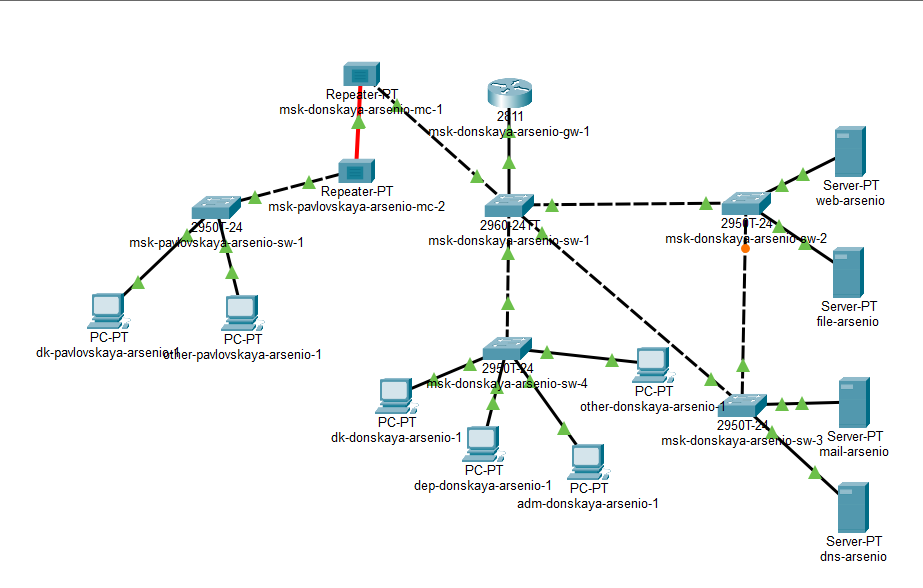 Repeater-PT
msk-donskaya-arsenio-mc-1
2811
msk-donskaya-arsenio-gw-1
Repeater-PT
msk-pavlovskaya-arsenio-mc-2
Server-PT
web-arsenio
2950T-24
msk-pavlovskaya-arsenio-sw-1
2960-24TT
msk-donskaya-arsenio-sw-1
2950T-24
msk-donskaya-arsenio-sw-2
Server-PT
file-arsenio
PC-PT
dk-pavlovskaya-arsenio-1
PC-PT
other-pavlovskaya-arsenio-1
2950T-24
msk-donskaya-arsenio-sw-4
PC-PT
other-donskaya-arsenio-1
PC-PT
dk-donskaya-arsenio-1
2950T-24
msk-donskaya-arsenio-sw-3
Server-PT
mail-arsenio
PC-PT
dep-donskaya-arsenio-1
PC-PT
adm-donskaya-arsenio-1
Server-PT
dns-arsenio